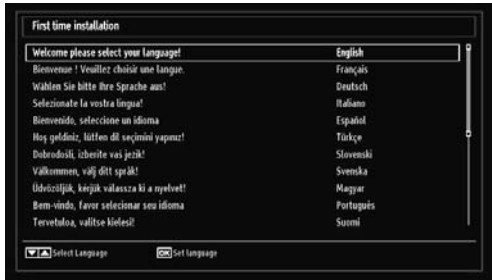 First time installation
Welcome please select your language! English
Bienvenue ! Veuillez choisir une langue. Français
Wählen Sie bitte Ihre Sprache aus! Deutsch
Selezionate la vostra lingua! Italiano
Bienvenido, seleccione un idioma Español
Hoş geldiniz, lütfen dil seçimini yapınız! Türkçe
Dobrodošli, izberite vaš jezik! Slovenski
Välkommen, välj ditt språk! Svenska
Üdvözöljük, kérjük válassza ki a nyelvet! Magyar
Bem-vindo, favor selecionar seu idioma Português
Tervetuloa, valitse kielesi! Suomi
Select Language OK Set language